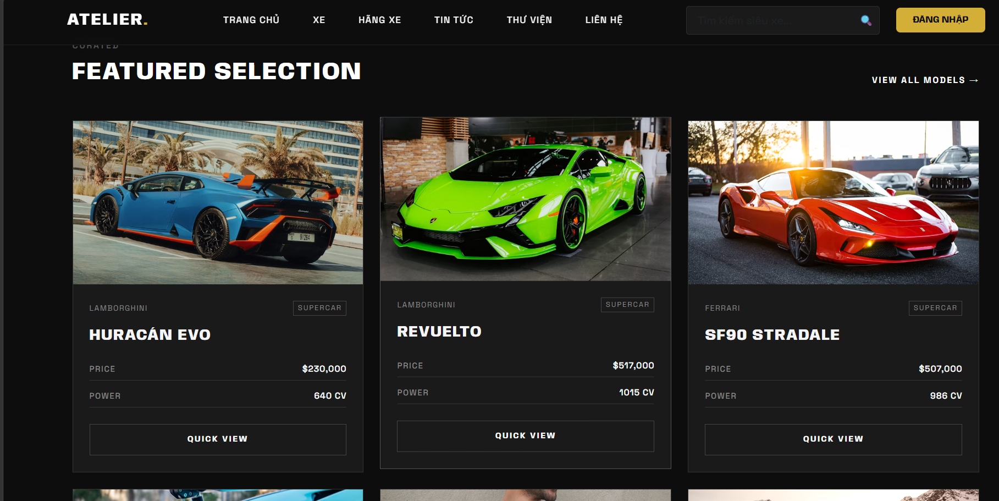 ATELIER.
TRANG CHỦ
XE
HÃNG XE
TIN TỨC
THƯ VIỆN
LIÊN HỆ
Tìm kiếm siêu xe...
ĐĂNG NHẬP
CURATED
FEATURED SELECTION
VIEW ALL MODELS →
91264
LAMBORGHINI
SUPERCAR
HURACÁN EVO
PRICE
$230,000
POWER
640 CV
QUICK VIEW
LAMBORGHINI
SUPERCAR
REVUELTO
PRICE
$517,000
POWER
1015 CV
QUICK VIEW
FERRARI
SUPERCAR
SF90 STRADALE
PRICE
$507,000
POWER
986 CV
QUICK VIEW